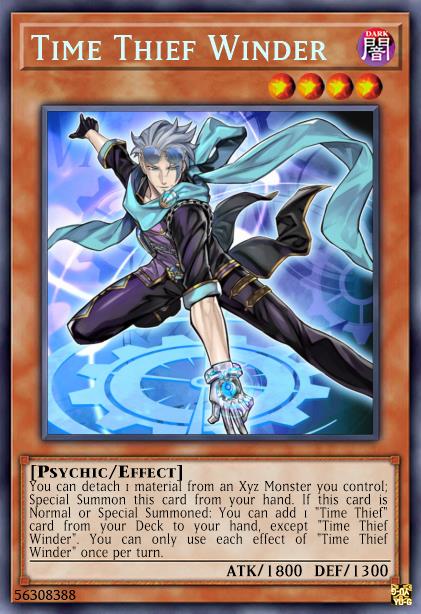 TIME THIEF WINDER
DARK
闇
[PSYCHIC/EFFECT]
You can detach 1 material from an Xyz Monster you control;
Special Summon this card from your hand. If this card is
Normal or Special Summoned: You can add 1 "Time Thief"
card from your Deck to your hand, except "Time Thief
Winder". You can only use each effect of "Time Thief
Winder" once per turn.
ATK/1800 DEF/1300
56308388